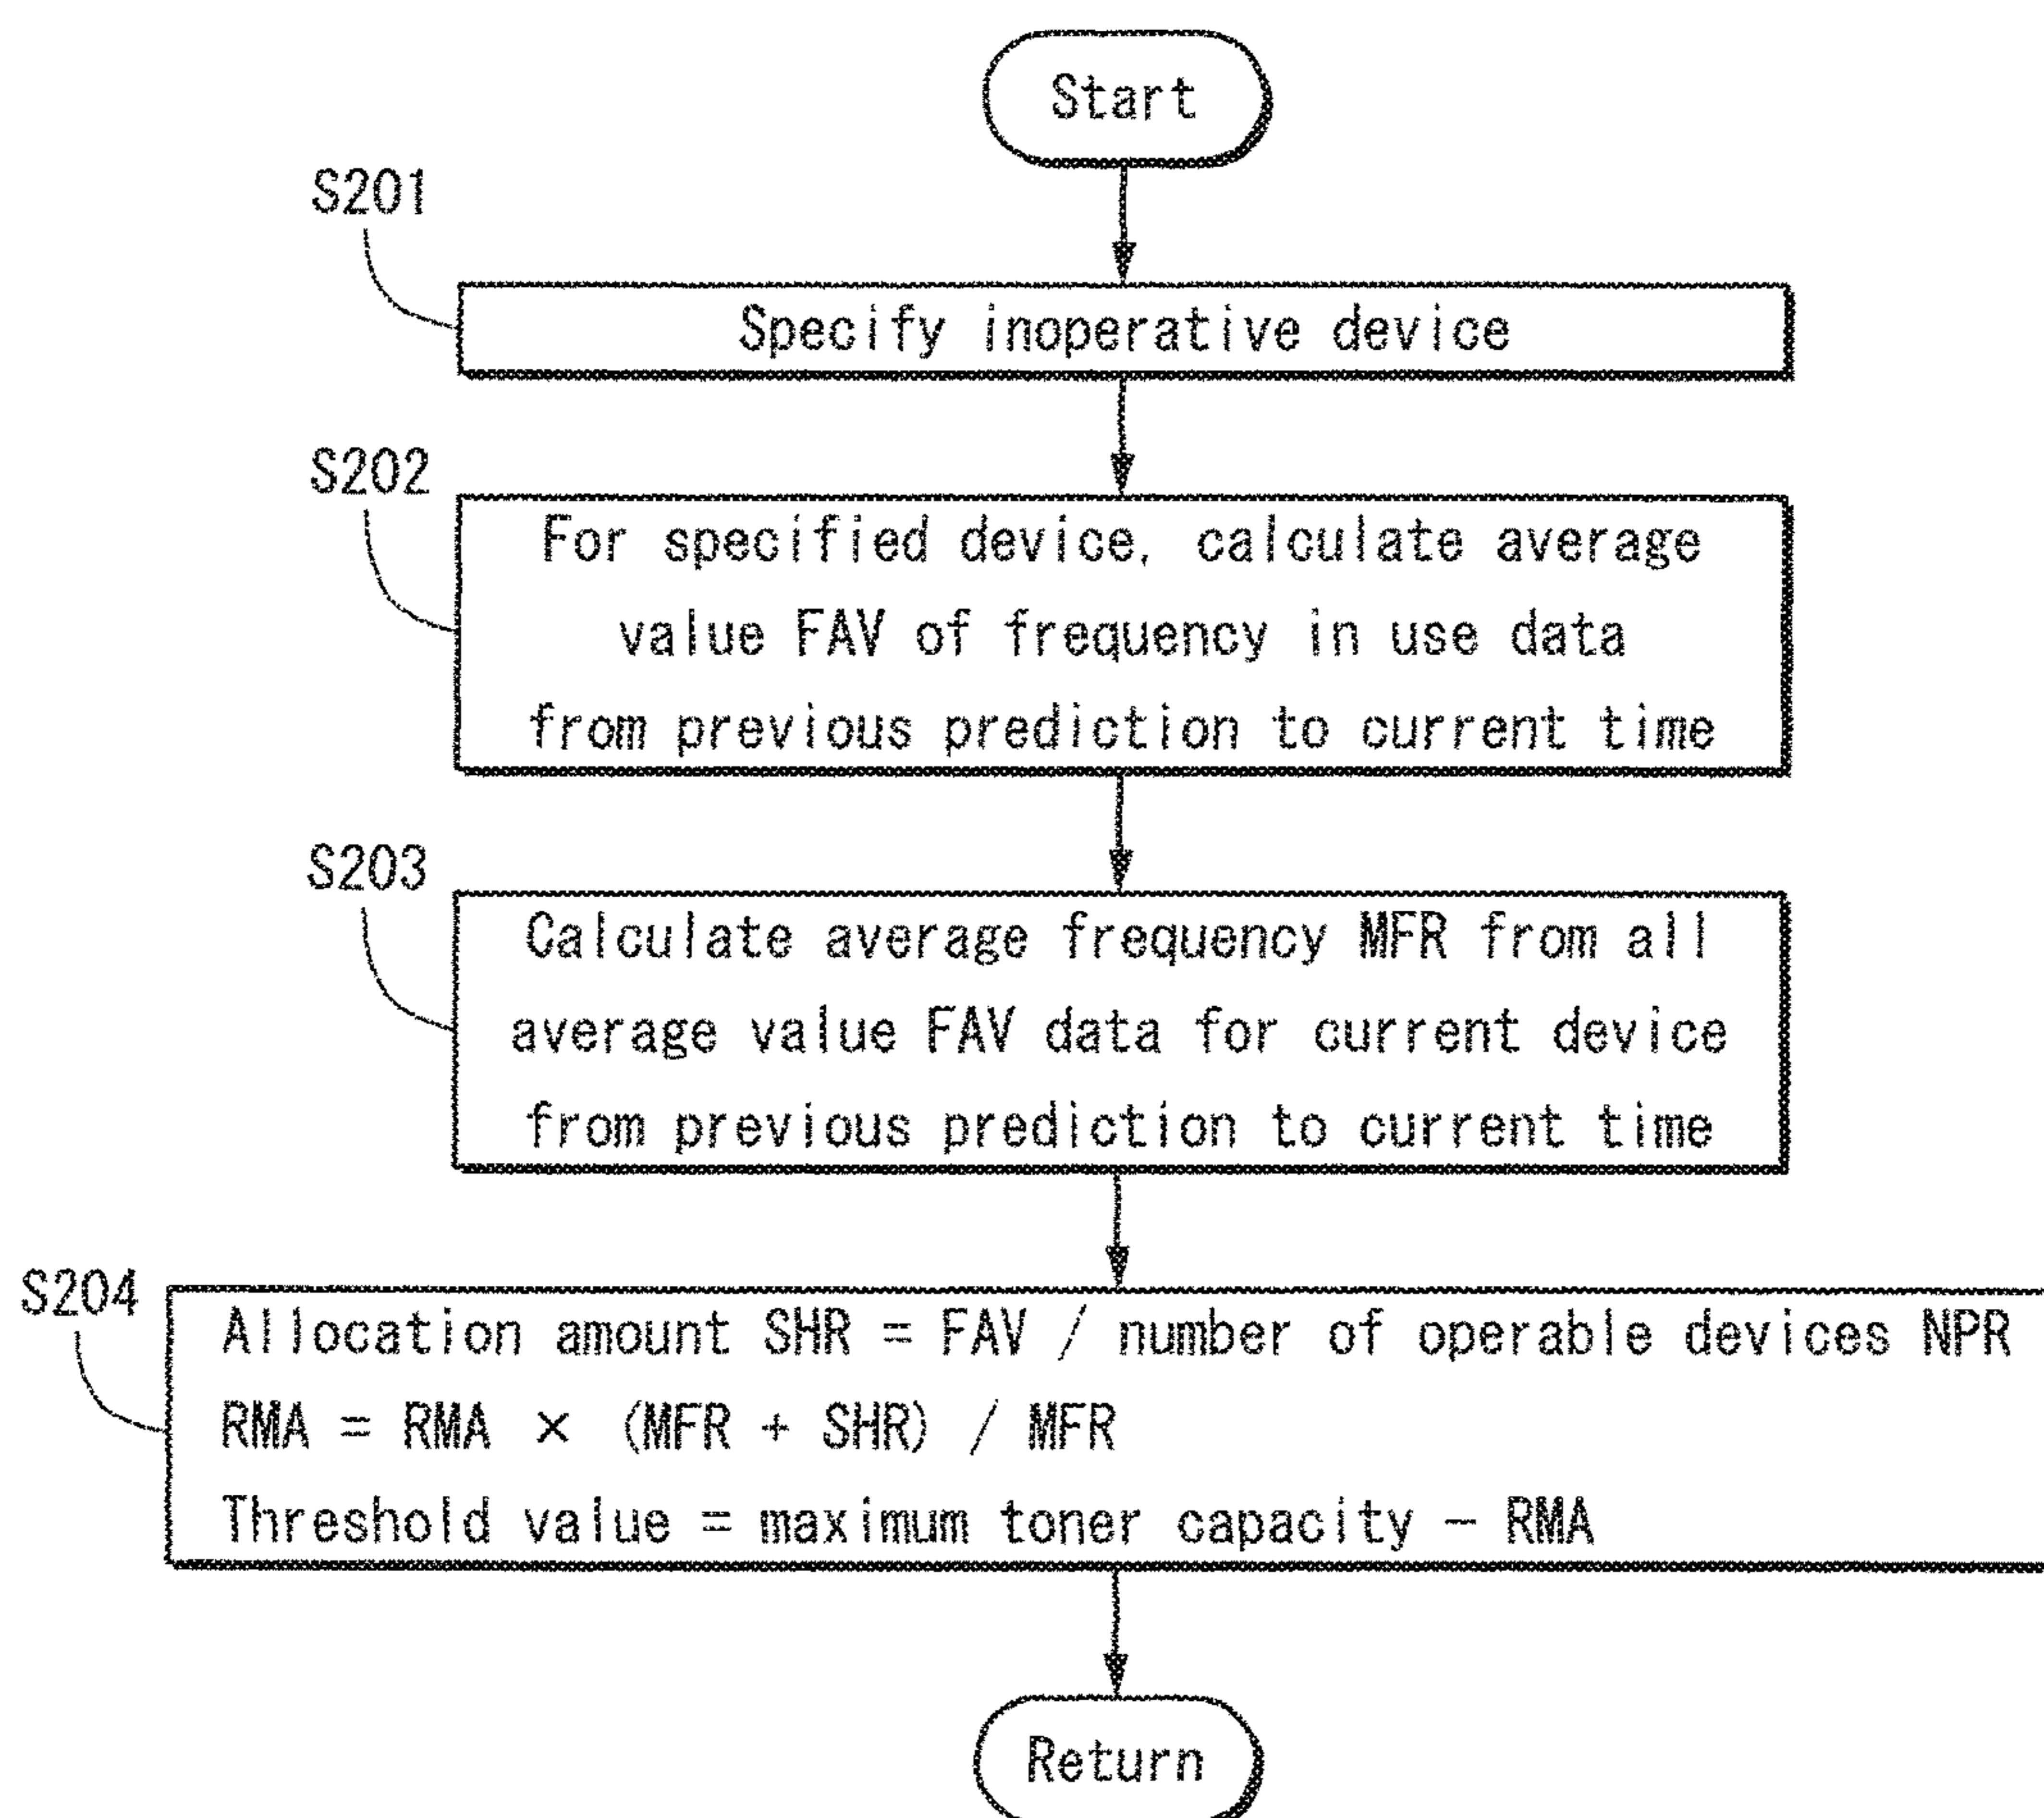 Start
S201
Specify inoperative device
S202
For specified device, calculate average
value FAV of frequency in use data
from previous prediction to current time
S203
Calculate average frequency MFR from all
average value FAV data for current device
from previous prediction to current time
S204
Allocation amount SHR = FAV / number of operable devices NPR
RMA = RMA × (MFR + SHR) / MFR
Threshold value = maximum toner capacity − RMA
Return